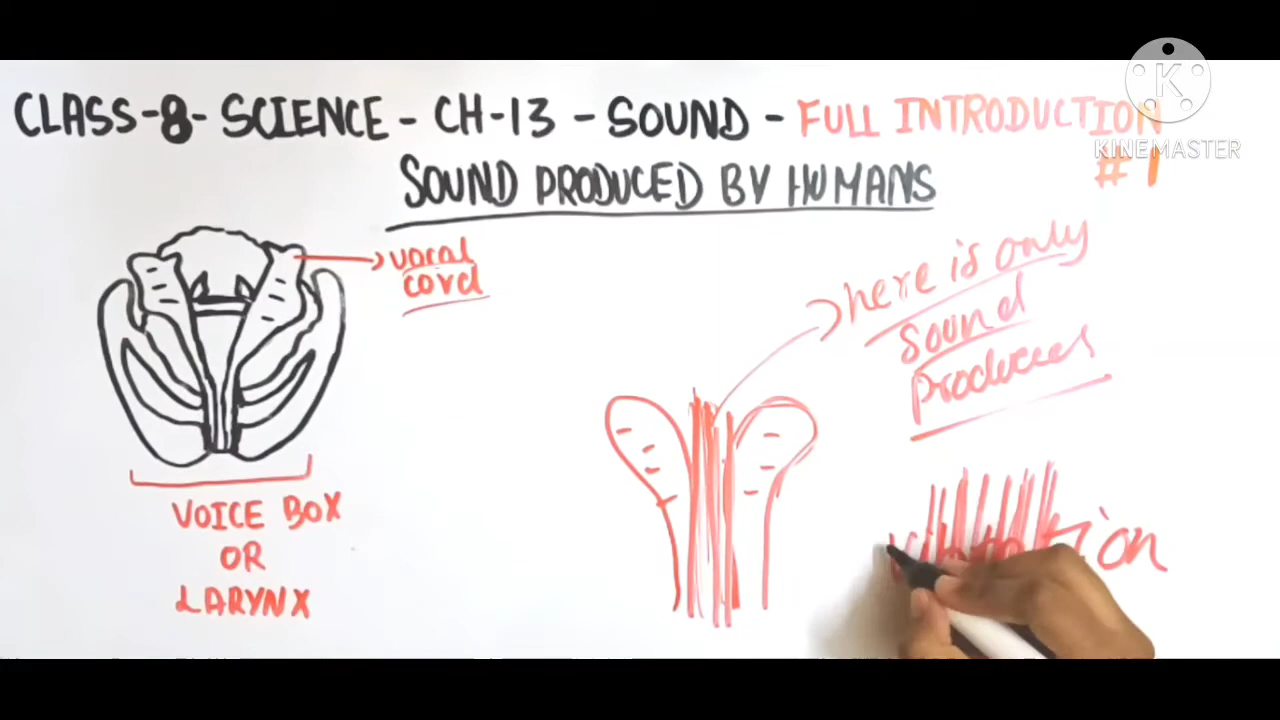 CLASS-8-SCIENCE-CH-13-SOUND-FULL INTRODUCTION
#1
KINEMASTER
SOUND PRODUCED BY HUMANS
vocal
cord
here is only
sound
produces
VOICE BOX
OR
LARYNX